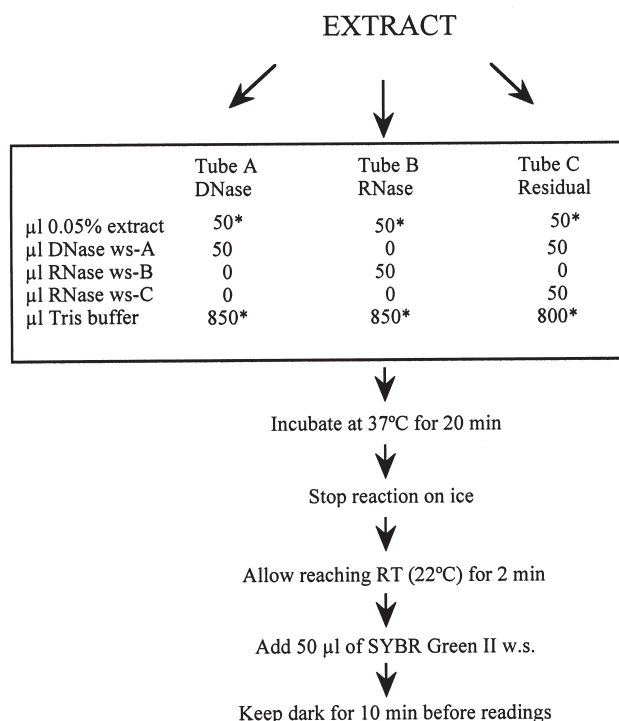 EXTRACT
Tube A Tube B Tube C
DNase RNase Residual
µl 0.05% extract 50* 50* 50*
µl DNase ws-A 50 0 50
µl RNase ws-B 0 50 0
µl RNase ws-C 0 0 50
µl Tris buffer 850* 850* 800*
Incubate at 37ºC for 20 min
Stop reaction on ice
Allow reaching RT (22ºC) for 2 min
Add 50 µl of SYBR Green II w.s.
Keep dark for 10 min before readings